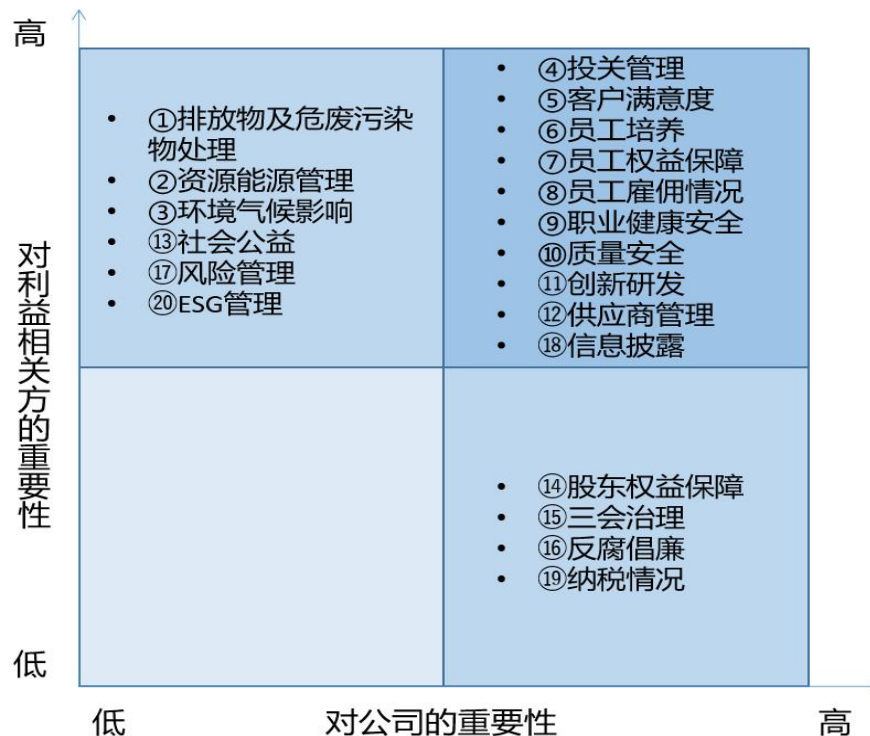 高
①排放物及危废污染
物处理
②资源能源管理
③环境气候影响
⑬社会公益
⑰风险管理
⑳ESG管理
④投关管理
⑤客户满意度
⑥员工培养
⑦员工权益保障
⑧员工雇佣情况
⑨职业健康安全
⑩质量安全
⑪创新研发
⑫供应商管理
⑱信息披露
对利益相关方的重要性
⑭股东权益保障
⑮三会治理
⑯反腐倡廉
⑲纳税情况
低
低
对公司的重要性
高